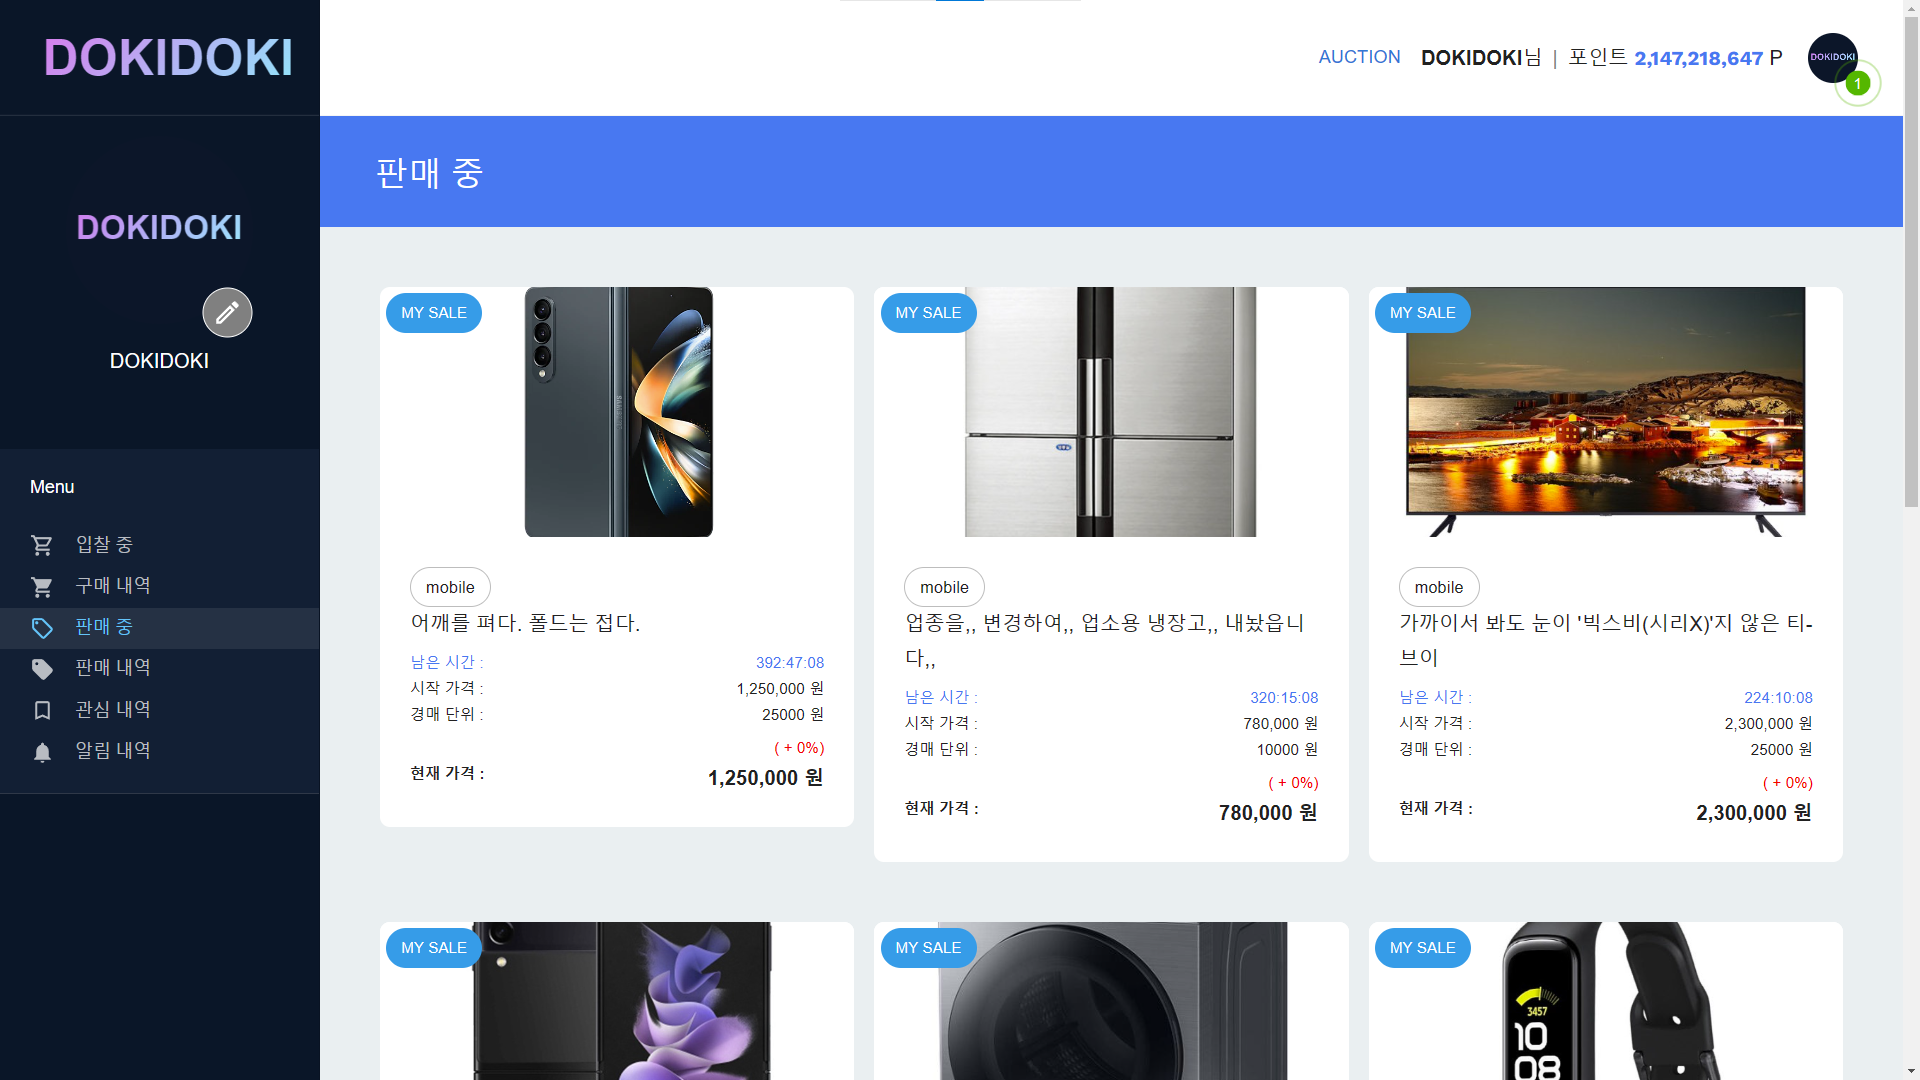 DOKIDOKI
AUCTION DOKIDOKI님 | 포인트 2,147,218,647 P
DOKIDOKI
1
DOKIDOKI
DOKIDOKI
Menu
입찰 중
구매 내역
판매 중
판매 내역
관심 내역
알림 내역
판매 중
MY SALE
SAMSUNG
mobile
어깨를 펴다. 폴드는 접다.
남은 시간 : 392:47:08
시작 가격 : 1,250,000 원
경매 단위 : 25000 원
( + 0%)
현재 가격 : 1,250,000 원
MY SALE
mobile
업종을,, 변경하여,, 업소용 냉장고,, 내놨읍니
다,,
남은 시간 : 320:15:08
시작 가격 : 780,000 원
경매 단위 : 10000 원
( + 0%)
현재 가격 : 780,000 원
MY SALE
mobile
가까이서 봐도 눈이 '빅스비(시리X)'지 않은 티-
브이
남은 시간 : 224:10:08
시작 가격 : 2,300,000 원
경매 단위 : 25000 원
( + 0%)
현재 가격 : 2,300,000 원
MY SALE
MY SALE
MY SALE
3457
10
08